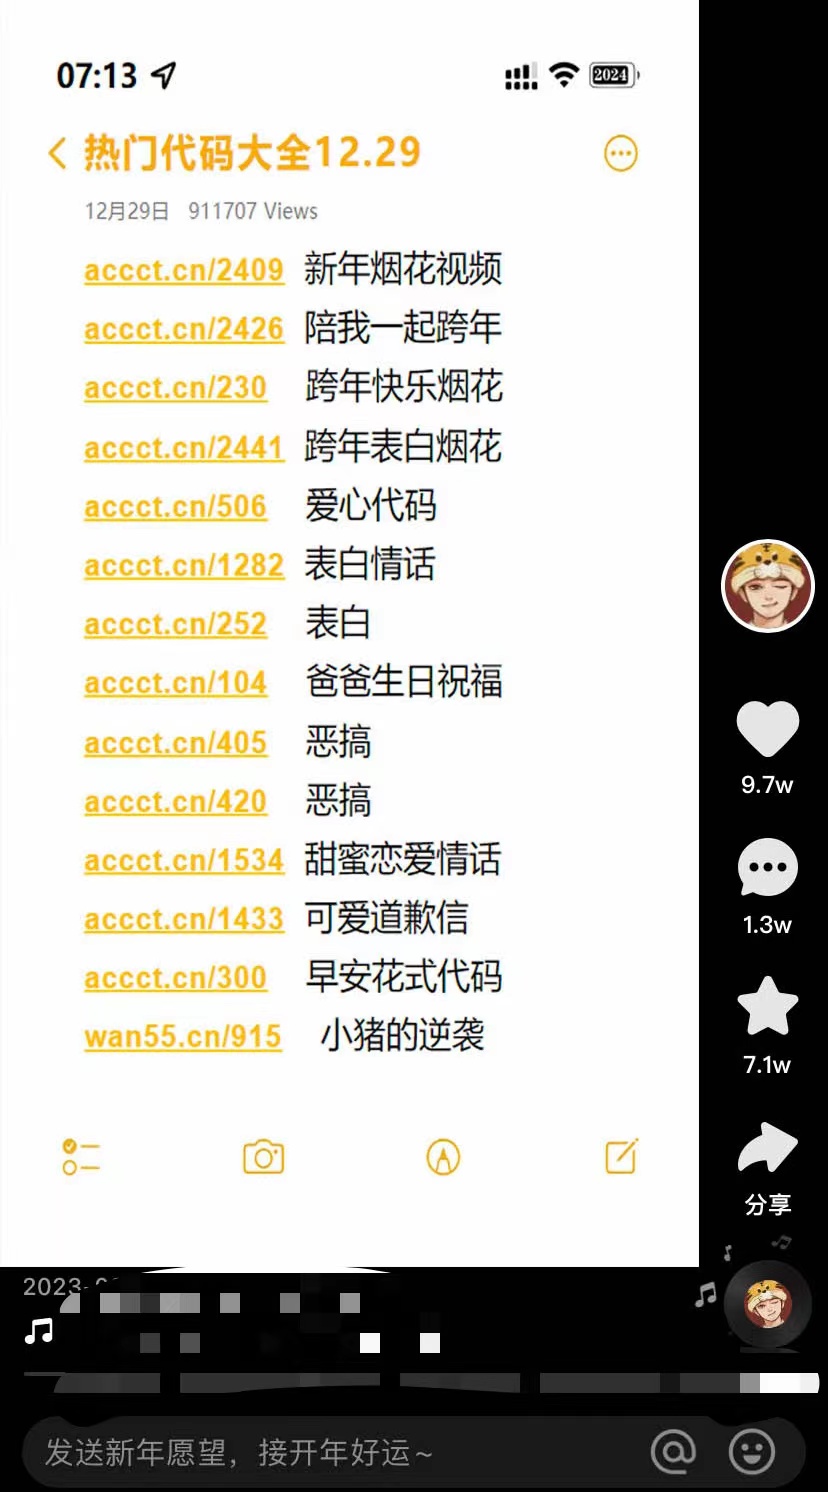 07:13
2024
热门代码大全12.29
12月29日 911707 Views
accct.cn/2409 新年烟花视频
accct.cn/2426 陪我一起跨年
accct.cn/230 跨年快乐烟花
accct.cn/2441 跨年表白烟花
accct.cn/506 爱心代码
accct.cn/1282 表白情话
accct.cn/252 表白
accct.cn/104 爸爸生日祝福
accct.cn/405 恶搞
accct.cn/420 恶搞
accct.cn/1534 甜蜜恋爱情话
accct.cn/1433 可爱道歉信
accct.cn/300 早安花式代码
wan55.cn/915 小猪的逆袭
9.7w
1.3w
7.1w
分享
2023-
发送新年愿望，接开年好运~